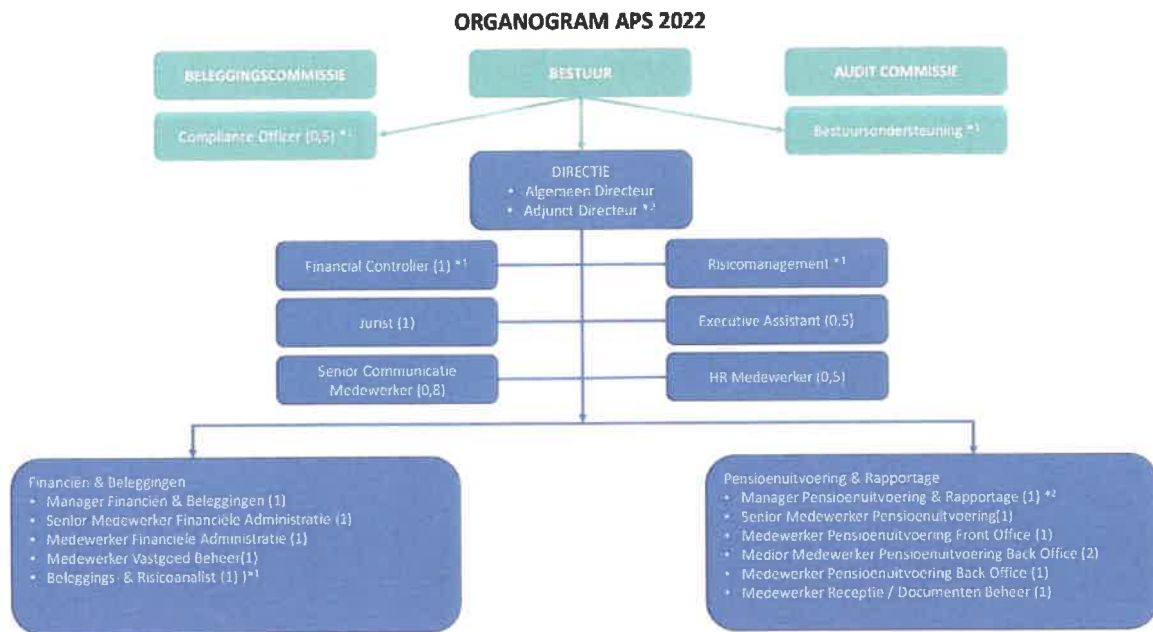 ORGANOGRAM APS 2022
BELEGGINGSCOMMISSIE
BESTUUR
AUDIT COMMISSIE
Compliance Officer (0,5) *1
Bestuursondersteuning *1
DIRECTIE
• Algemeen Directeur
• Adjunct Directeur *2
Financial Controller (1) *1
Risicomanagement *1
Jurist (1)
Executive Assistant (0,5)
Senior Communicatie
Medewerker (0,8)
HR Medewerker (0,5)
Financiën & Beleggingen
• Manager Financiën & Beleggingen (1)
• Senior Medewerker Financiële Administratie (1)
• Medewerker Financiële Administratie (1)
• Medewerker Vastgoed Beheer(1)
• Beleggings- & Risicoanalist (1) )*1
Pensioenuitvoering & Rapportage
• Manager Pensioenuitvoering & Rapportage (1) *2
• Senior Medewerker Pensioenuitvoering(1)
• Medewerker Pensioenuitvoering Front Office (1)
• Medior Medewerker Pensioenuitvoering Back Office (2)
• Medewerker Pensioenuitvoering Back Office (1)
• Medewerker Receptie / Documenten Beheer (1)